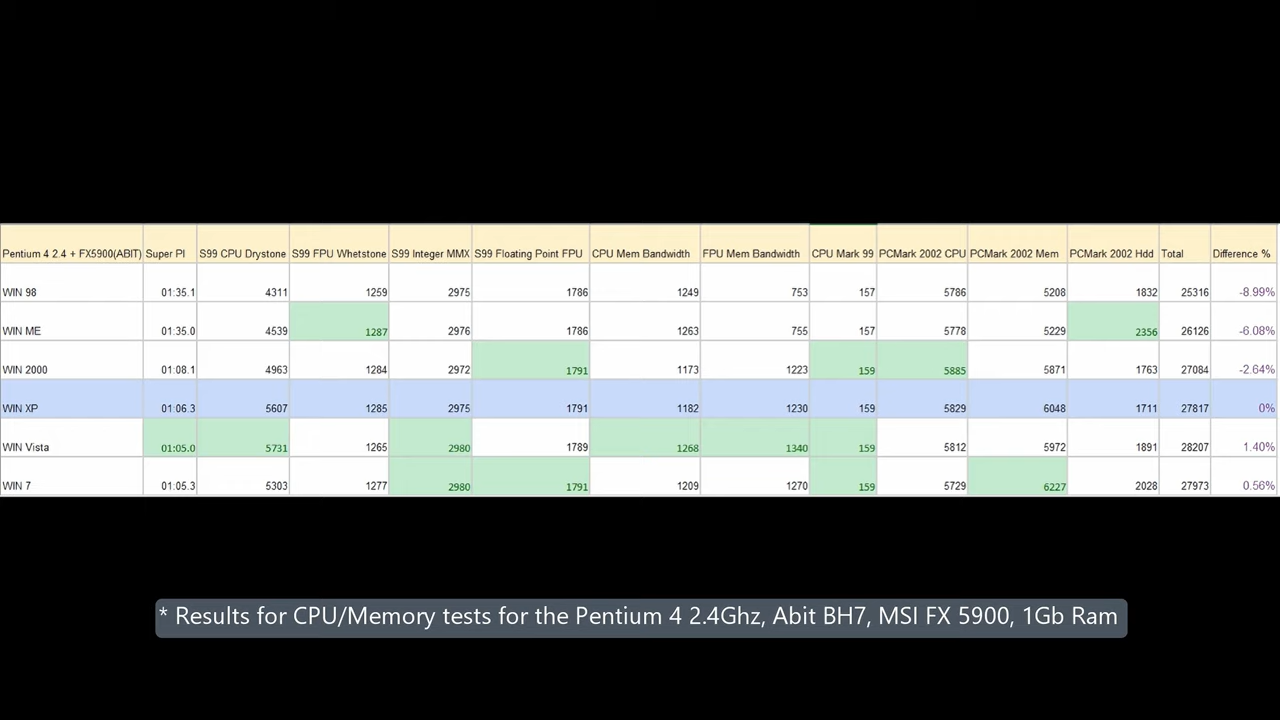 Pentium 4 2.4 + FX5900(ABIT) Super PI S99 CPU Drystone S99 FPU Whetstone S99 Integer MMX S99 Floating Point FPU CPU Mem Bandwidth FPU Mem Bandwidth CPU Mark 99 PCMark 2002 CPU PCMark 2002 Mem PCMark 2002 Hdd Total Difference %
WIN 98 01:35.1 4311 1259 2975 1786 1249 753 157 5786 5208 1832 25316 -8.99%
WIN ME 01:35.0 4539 1287 2976 1786 1263 755 157 5778 5229 2356 26126 -6.08%
WIN 2000 01:08.1 4963 1284 2972 1791 1173 1223 159 5885 5871 1763 27084 -2.64%
WIN XP 01:06.3 5607 1285 2975 1791 1182 1230 159 5829 6048 1711 27817 0%
WIN Vista 01:05.0 5731 1265 2980 1789 1268 1340 159 5812 5972 1891 28207 1.40%
WIN 7 01:05.3 5303 1277 2980 1791 1209 1270 159 5729 6227 2028 27973 0.56%
* Results for CPU/Memory tests for the Pentium 4 2.4Ghz, Abit BH7, MSI FX 5900, 1Gb Ram